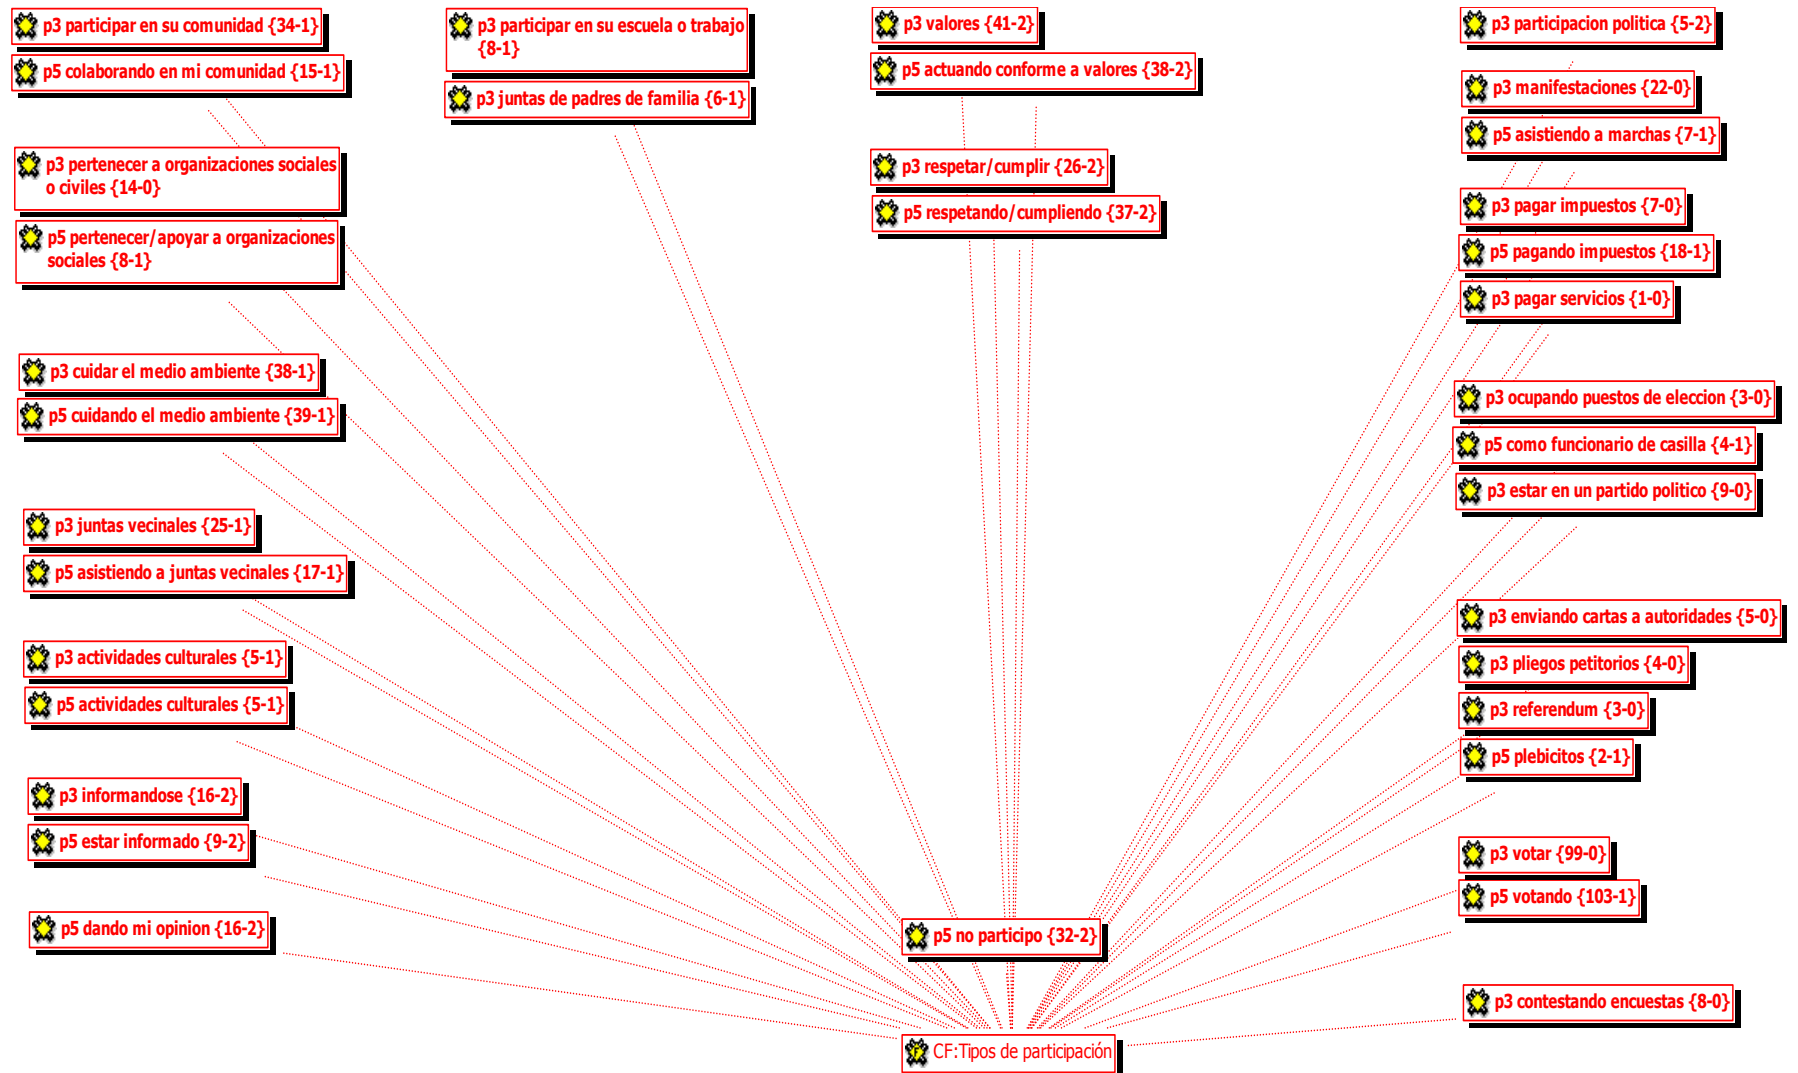 p3 participar en su comunidad {34-1}
p5 colaborando en mi comunidad {15-1}
p3 pertenecer a organizaciones sociales
o civiles {14-0}
p5 pertenecer/apoyar a organizaciones
sociales {8-1}
p3 cuidar el medio ambiente {38-1}
p5 cuidando el medio ambiente {39-1}
p3 juntas vecinales {25-1}
p5 asistiendo a juntas vecinales {17-1}
p3 actividades culturales {5-1}
p5 actividades culturales {5-1}
p3 informandose {16-2}
p5 estar informado {9-2}
p5 dando mi opinion {16-2}
p3 participar en su escuela o trabajo
{8-1}
p3 juntas de padres de familia {6-1}
p3 valores {41-2}
p5 actuando conforme a valores {38-2}
p3 respetar/cumplir {26-2}
p5 respetando/cumpliendo {37-2}
p5 no participo {32-2}
CF:Tipos de participación
p3 participacion politica {5-2}
p3 manifestaciones {22-0}
p5 asistiendo a marchas {7-1}
p3 pagar impuestos {7-0}
p5 pagando impuestos {18-1}
p3 pagar servicios {1-0}
p3 ocupando puestos de eleccion {3-0}
p5 como funcionario de casilla {4-1}
p3 estar en un partido politico {9-0}
p3 enviando cartas a autoridades {5-0}
p3 pliegos petitorios {4-0}
p3 referendum {3-0}
p5 plebicitos {2-1}
p3 votar {99-0}
p5 votando {103-1}
p3 contestando encuestas {8-0}